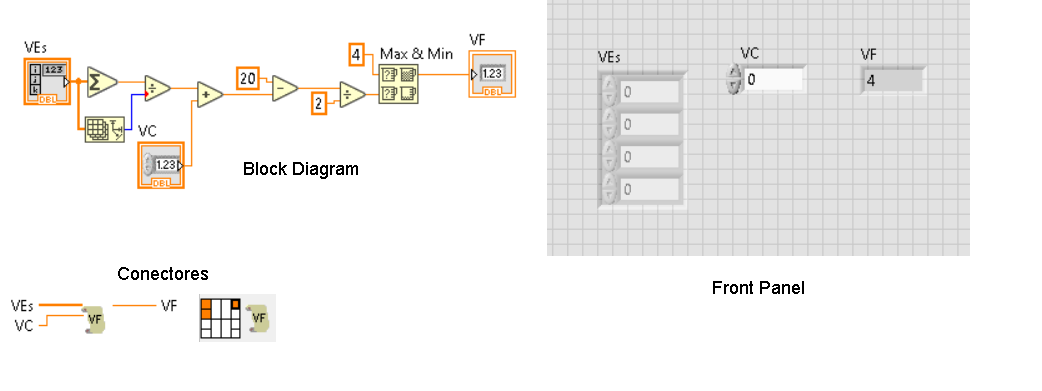 VEs
i
j
k
123
DBL
Σ
÷
+
VC
1.23
DBL
20
-
2
÷
4
Max & Min
VF
1.23
DBL
Block Diagram
VEs
0
0
0
0
VC
0
VF
4
Front Panel
Conectores
VEs
VC
VF
VF
VF